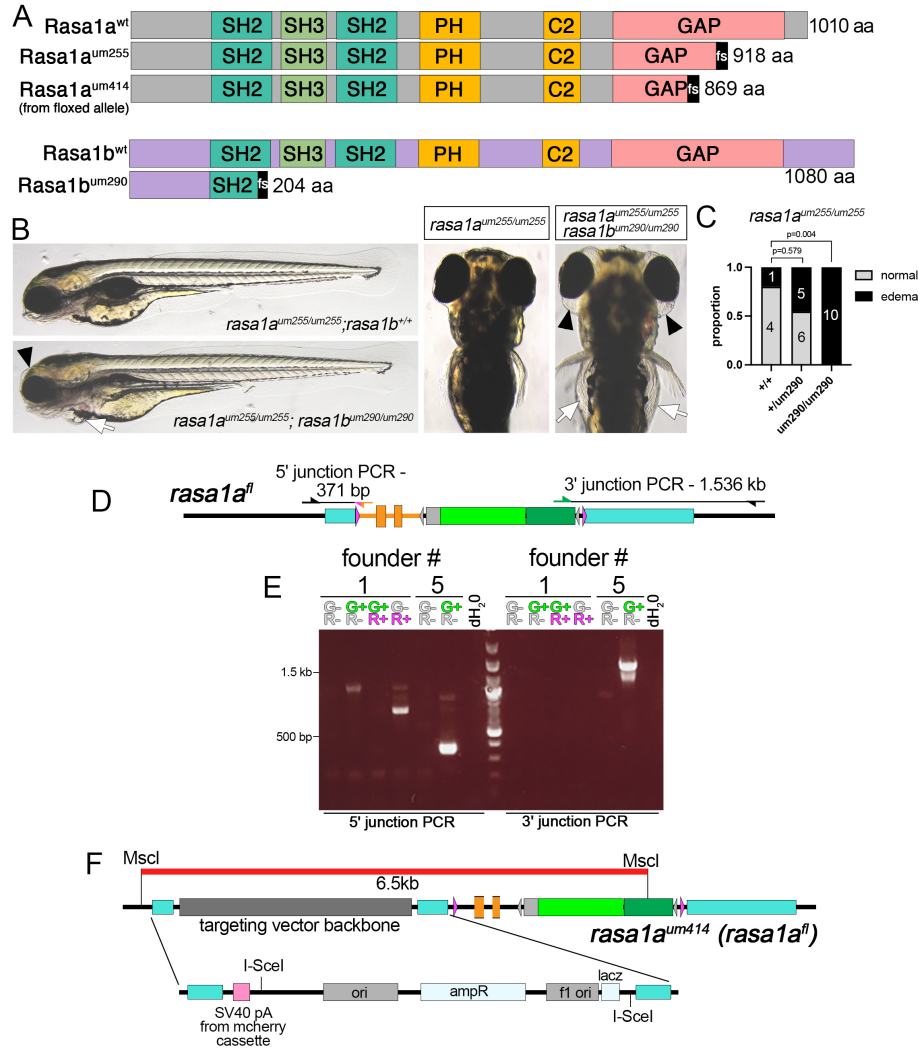 A
Rasa1a wt SH2 SH3 SH2 PH C2 GAP 1010 aa
Rasa1a um255 SH2 SH3 SH2 PH C2 GAP fs 918 aa
Rasa1a um414 SH2 SH3 SH2 PH C2 GAP fs 869 aa
(from floxed allele)
Rasa1b wt SH2 SH3 SH2 PH C2 GAP
1080 aa
Rasa1b um290 SH2 fs 204 aa
B
rasa1a um255/um255;rasa1b+/+
rasa1a um255/um255; rasa1b um290/um290
rasa1a um255/um255
rasa1a um255/um255
rasa1b um290/um290
C
rasa1a um255/um255
p=0.004
p=0.579
proportion
1.0
0.5
0.0
1
4
5
6
10
normal
edema
+/+
+/um290
um290/um290
D
rasa1a fl
5' junction PCR -
371 bp
3' junction PCR - 1.536 kb
E
founder #
1 5
G- G+ G+ G- G- G+
R- R- R+ R+ R- R-
dH20
founder #
1 5
G- G+ G+ G- G- G+
R- R- R+ R+ R- R-
dH20
1.5 kb
500 bp
5' junction PCR
3' junction PCR
F
MscI
MscI
6.5kb
targeting vector backbone
rasa1a um414 (rasa1a fl)
I-SceI
lacz
ori
ampR
f1 ori
I-SceI
SV40 pA
from mcherry
cassette